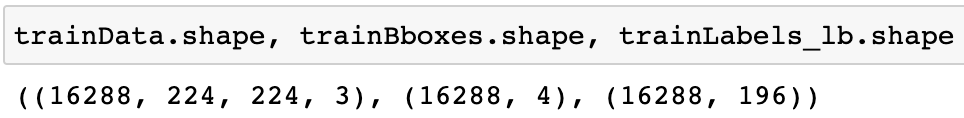 trainData.shape, trainBboxes.shape, trainLabels_lb.shape
((16288, 224, 224, 3), (16288, 4), (16288, 196))